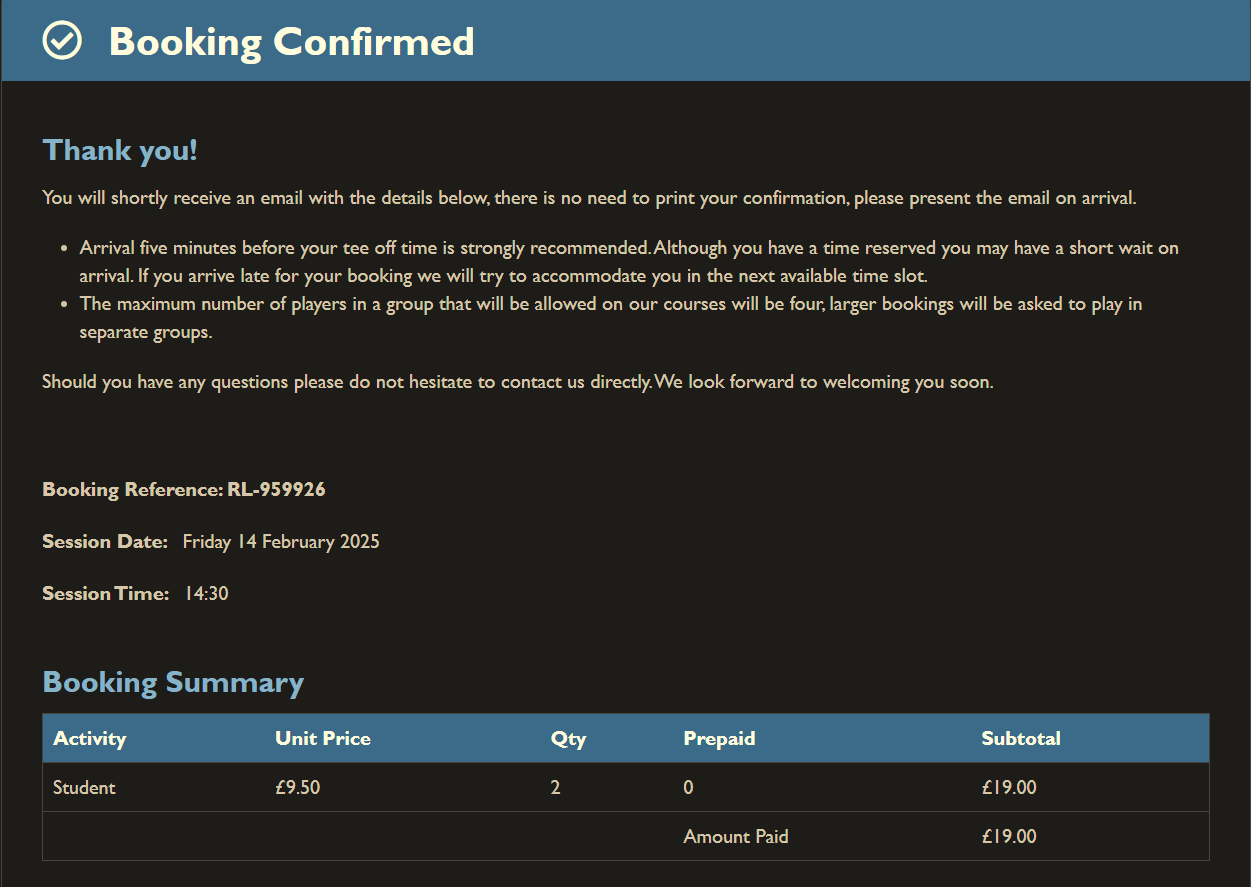 Booking Confirmed
Thank you!
You will shortly receive an email with the details below, there is no need to print your confirmation, please present the email on arrival.
• Arrival five minutes before your tee off time is strongly recommended. Although you have a time reserved you may have a short wait on
arrival. If you arrive late for your booking we will try to accommodate you in the next available time slot.
• The maximum number of players in a group that will be allowed on our courses will be four, larger bookings will be asked to play in
separate groups.
Should you have any questions please do not hesitate to contact us directly. We look forward to welcoming you soon.
Booking Reference: RL-959926
Session Date: Friday 14 February 2025
Session Time: 14:30
Booking Summary
Activity Unit Price Qty Prepaid Subtotal
Student £9.50 2 0 £19.00
Amount Paid £19.00